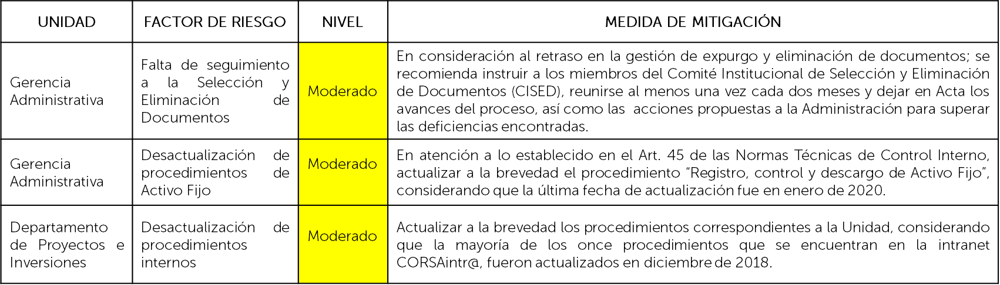 UNIDAD
FACTOR DE RIESGO
NIVEL
MEDIDA DE MITIGACIÓN
Gerencia
Administrativa
Falta de seguimiento
a la Selección y
Eliminación de
Documentos
Moderado
En consideración al retraso en la gestión de expurgo y eliminación de documentos; se
recomienda instruir a los miembros del Comité Institucional de Selección y Eliminación
de Documentos (CISED), reunirse al menos una vez cada dos meses y dejar en Acta los
avances del proceso, así como las acciones propuestas a la Administración para superar
las deficiencias encontradas.
Gerencia
Administrativa
Desactualización de
procedimientos de
Activo Fijo
Moderado
En atención a lo establecido en el Art. 45 de las Normas Técnicas de Control Interno,
actualizar a la brevedad el procedimiento “Registro, control y descargo de Activo Fijo”,
considerando que la última fecha de actualización fue en enero de 2020.
Departamento
de Proyectos e
Inversiones
Desactualización de
procedimientos
internos
Moderado
Actualizar a la brevedad los procedimientos correspondientes a la Unidad, considerando
que la mayoría de los once procedimientos que se encuentran en la intranet
CORSAintr@, fueron actualizados en diciembre de 2018.